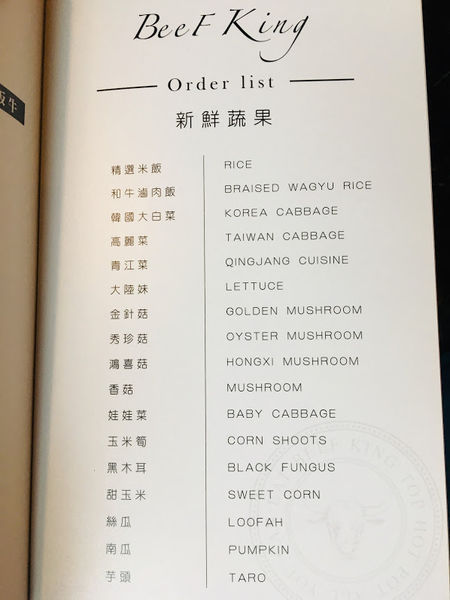 BeeF King
Order list
新鮮蔬果
精選米飯 RICE
和牛滷肉飯 BRAISED WAGYU RICE
韓國大白菜 KOREA CABBAGE
高麗菜 TAIWAN CABBAGE
青江菜 QINGJANG CUISINE
大陸妹 LETTUCE
金針菇 GOLDEN MUSHROOM
秀珍菇 OYSTER MUSHROOM
鴻喜菇 HONGXI MUSHROOM
香菇 MUSHROOM
娃娃菜 BABY CABBAGE
玉米筍 CORN SHOOTS
黑木耳 BLACK FUNGUS
甜玉米 SWEET CORN
絲瓜 LOOFAH
南瓜 PUMPKIN
芋頭 TARO